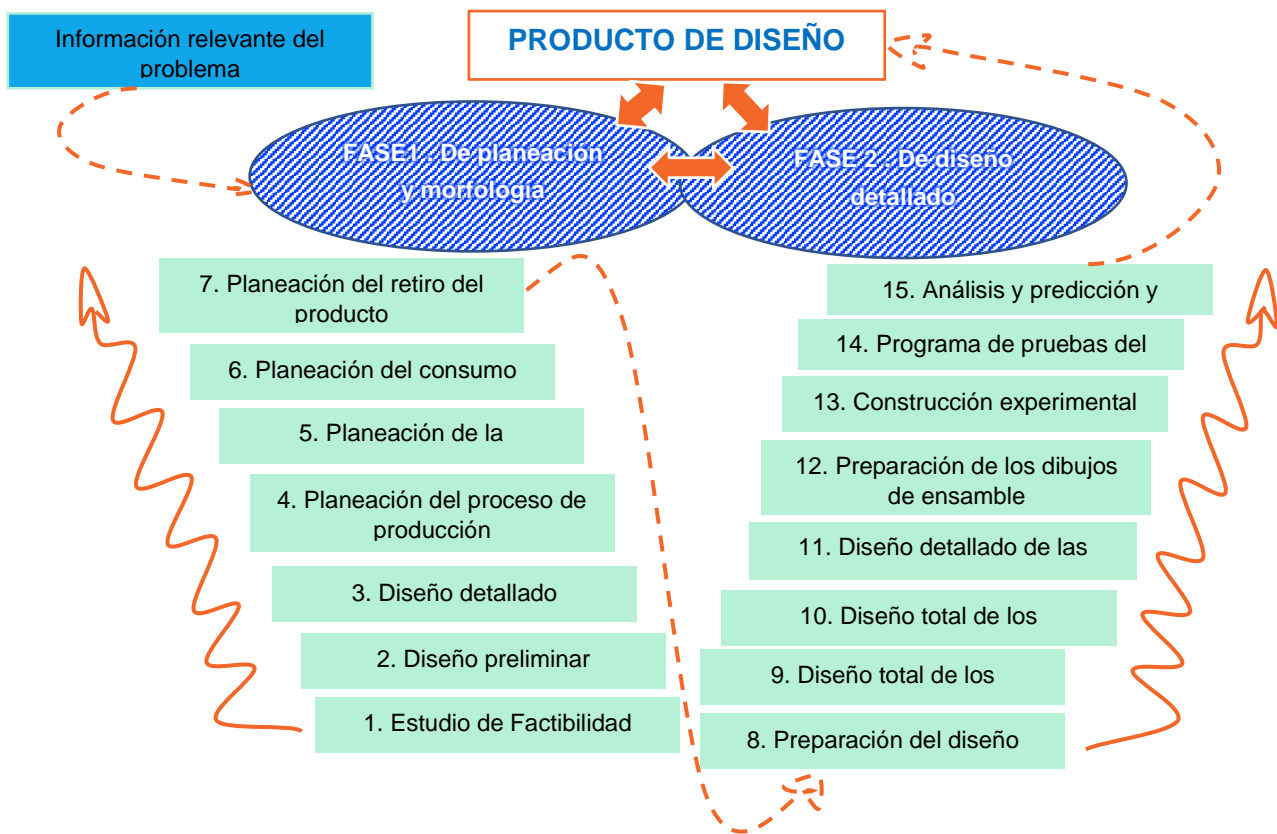 Información relevante del
problema
PRODUCTO DE DISEÑO
FASE1 : De planeación
y morfología
FASE 2 : De diseño
detallado
7. Planeación del retiro del
producto
6. Planeación del consumo
5. Planeación de la
4. Planeación del proceso de
producción
3. Diseño detallado
2. Diseño preliminar
1. Estudio de Factibilidad
15. Análisis y predicción y
14. Programa de pruebas del
13. Construcción experimental
12. Preparación de los dibujos
de ensamble
11. Diseño detallado de las
10. Diseño total de los
9. Diseño total de los
8. Preparación del diseño